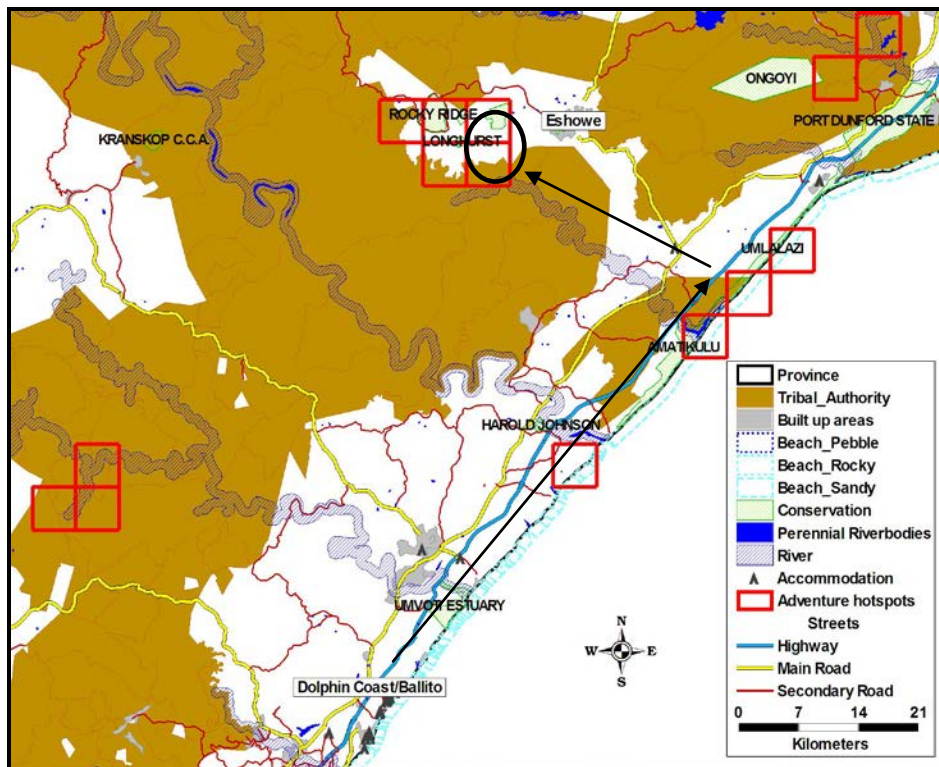 ONGOYI
ROCKY RIDGE
Eshowe
PORT DUNFORD STATE
LONGHURST
KRANSKOP C.C.A.
UMLALAZI
AMATIKULU
HAROLD JOHNSON
UMVOTI ESTUARY
Dolphin Coast/Ballito
N
W E
S
Province
Tribal_Authority
Built up areas
Beach_Pebble
Beach_Rocky
Beach_Sandy
Conservation
Perennial Riverbodies
River
Accommodation
Adventure hotspots
Streets
Highway
Main Road
Secondary Road
0 7 14 21
Kilometers